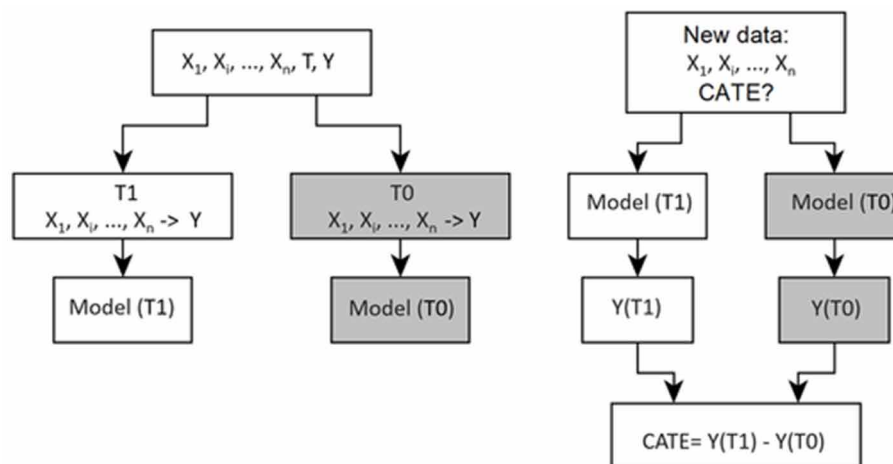 X₁, Xᵢ, ..., Xₙ, T, Y
T1
X₁, Xᵢ, ..., Xₙ -> Y
T0
X₁, Xᵢ, ..., Xₙ -> Y
Model (T1)
Model (T0)
New data:
X₁, Xᵢ, ..., Xₙ
CATE?
Model (T1)
Model (T0)
Y(T1)
Y(T0)
CATE= Y(T1) - Y(T0)